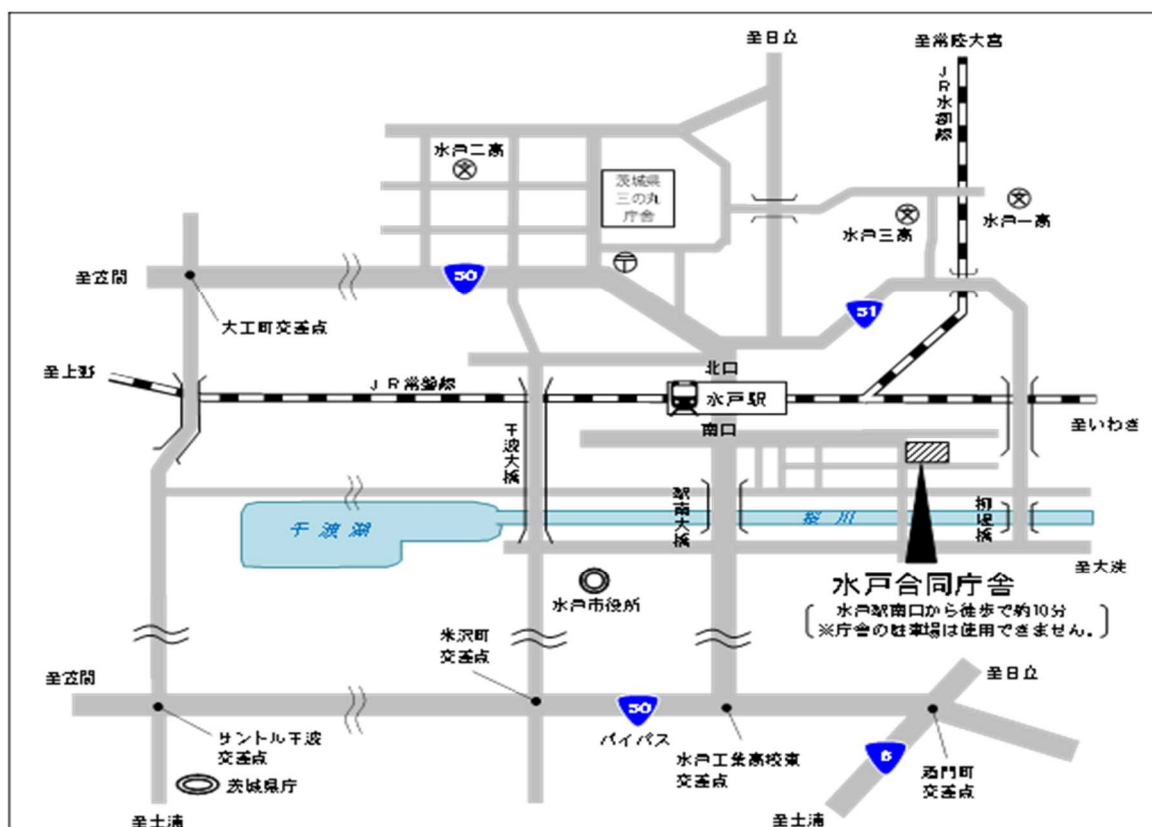 至日立
至常陸大宮
JR水郡線
水戸二高
茨城県
三の丸
庁舎
水戸三高
水戸一高
至笠間
50
51
大工町交差点
北口
至上野
JR常磐線
水戸駅
南口
至いわき
千波大橋
駅南大橋
柳堤橋
千波湖
桜川
至大洗
水戸合同庁舎
水戸駅南口から徒歩で約10分
※庁舎の駐車場は使用できません。
水戸市役所
米沢町
交差点
至笠間
至日立
50
バイパス
サントル千波
交差点
水戸工業高校東
交差点
6
酒門町
交差点
茨城県庁
至土浦
至土浦